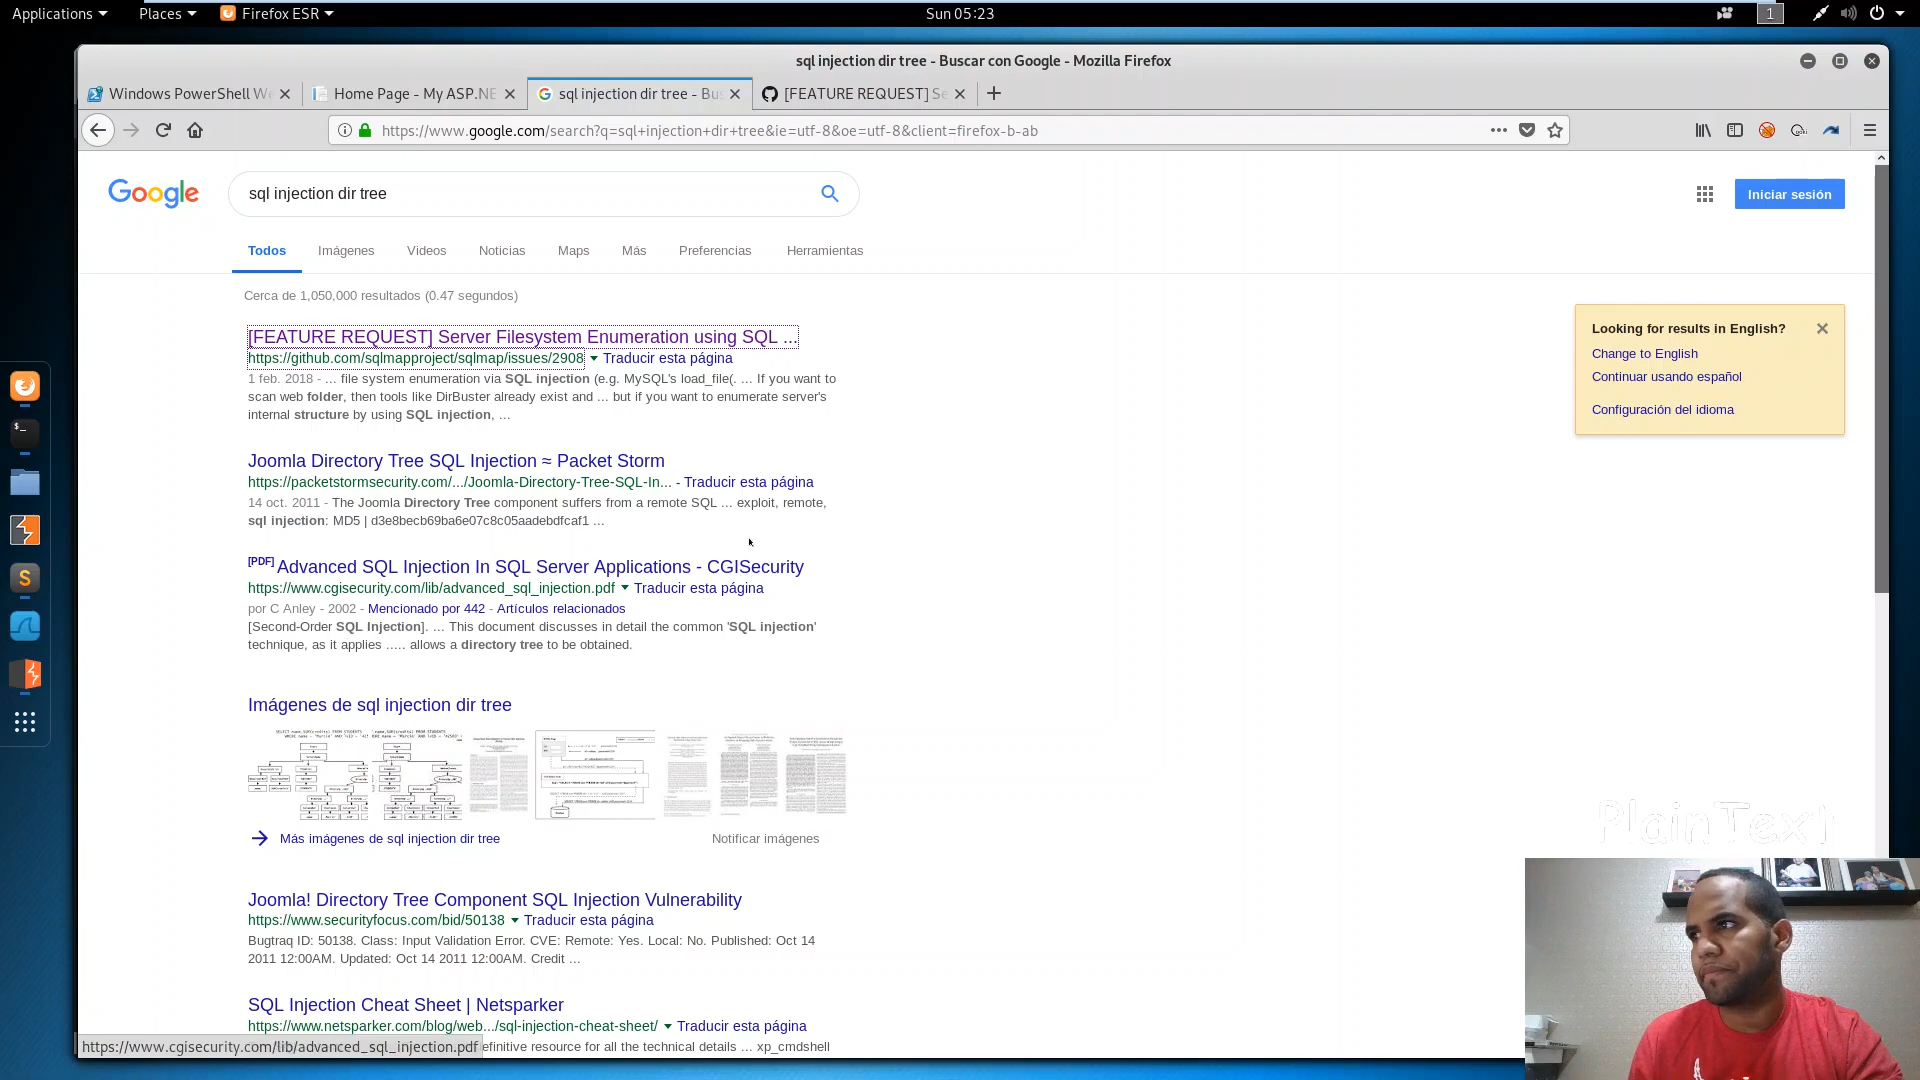 Applications Places Firefox ESR Sun 05:23 1
sql injection dir tree - Buscar con Google - Mozilla Firefox
Windows PowerShell We Home Page - My ASP.NE sql injection dir tree - Bus [FEATURE REQUEST] Se
https://www.google.com/search?q=sql+injection+dir+tree&ie=utf-8&oe=utf-8&client=firefox-b-ab
Google sql injection dir tree Iniciar sesión
Todos Imágenes Videos Noticias Maps Más Preferencias Herramientas
Cerca de 1,050,000 resultados (0.47 segundos)
[FEATURE REQUEST] Server Filesystem Enumeration using SQL ...
https://github.com/sqlmapproject/sqlmap/issues/2908 Traducir esta página
1 feb. 2018 - ... file system enumeration via SQL injection (e.g. MySQL's load_file(. ... If you want to
scan web folder, then tools like DirBuster already exist and ... but if you want to enumerate server's
internal structure by using SQL injection, ...
Looking for results in English?
Change to English
Continuar usando español
Configuración del idioma
Joomla Directory Tree SQL Injection ≈ Packet Storm
https://packetstormsecurity.com/.../Joomla-Directory-Tree-SQL-In... - Traducir esta página
14 oct. 2011 - The Joomla Directory Tree component suffers from a remote SQL ... exploit, remote,
sql injection: MD5 | d3e8becb69ba6e07c8c05aadebdfcaf1 ...
[PDF] Advanced SQL Injection In SQL Server Applications - CGISecurity
https://www.cgisecurity.com/lib/advanced_sql_injection.pdf Traducir esta página
por C Anley - 2002 - Mencionado por 442 - Artículos relacionados
[Second-Order SQL Injection]. ... This document discusses in detail the common 'SQL injection'
technique, as it applies ..... allows a directory tree to be obtained.
Imágenes de sql injection dir tree
Más imágenes de sql injection dir tree Notificar imágenes
PlainText
Joomla! Directory Tree Component SQL Injection Vulnerability
https://www.securityfocus.com/bid/50138 Traducir esta página
Bugtraq ID: 50138. Class: Input Validation Error. CVE: Remote: Yes. Local: No. Published: Oct 14
2011 12:00AM. Updated: Oct 14 2011 12:00AM. Credit ...
SQL Injection Cheat Sheet | Netsparker
https://www.netsparker.com/blog/web.../sql-injection-cheat-sheet/ Traducir esta página
https://www.cgisecurity.com/lib/advanced_sql_injection.pdf efinitive resource for all the technical details ... xp_cmdshell